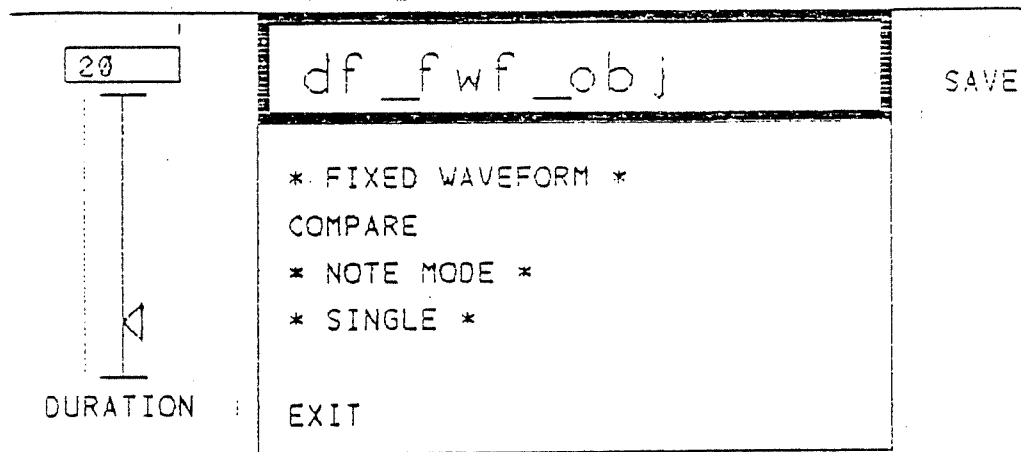 20
DURATION
df_fwf_obj
* FIXED WAVEFORM *
COMPARE
* NOTE MODE *
* SINGLE *
EXIT
SAVE